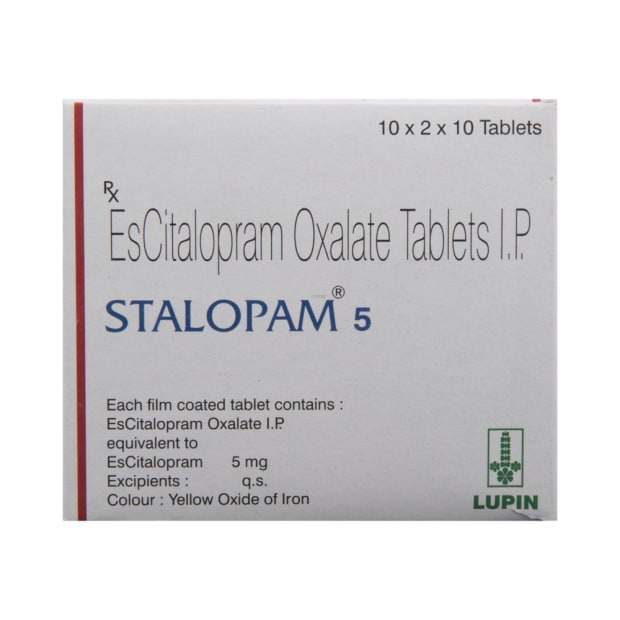 10 x 2 x 10 Tablets
Rx
EsCitalopram Oxalate Tablets I.P.
STALOPAM® 5
Each film coated tablet contains :
EsCitalopram Oxalate I.P.
equivalent to
EsCitalopram 5 mg
Excipients : q.s.
Colour : Yellow Oxide of Iron
LUPIN